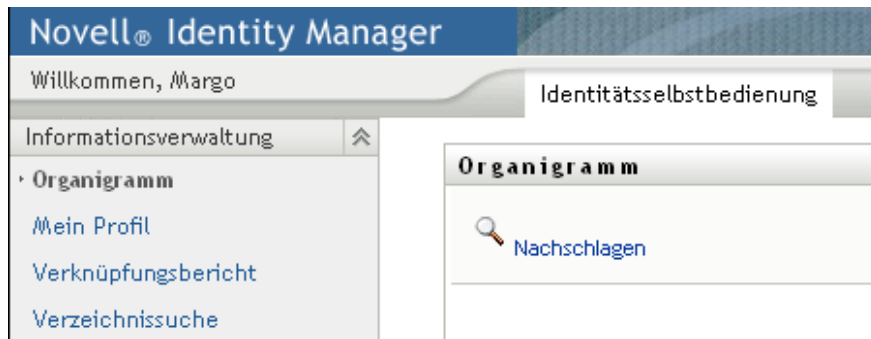 Novell® Identity Manager
Willkommen, Margo
Identitätsselbstbedienung
Informationsverwaltung
Organigramm
Mein Profil
Verknüpfungsbericht
Verzeichnissuche
Organigramm
Nachschlagen